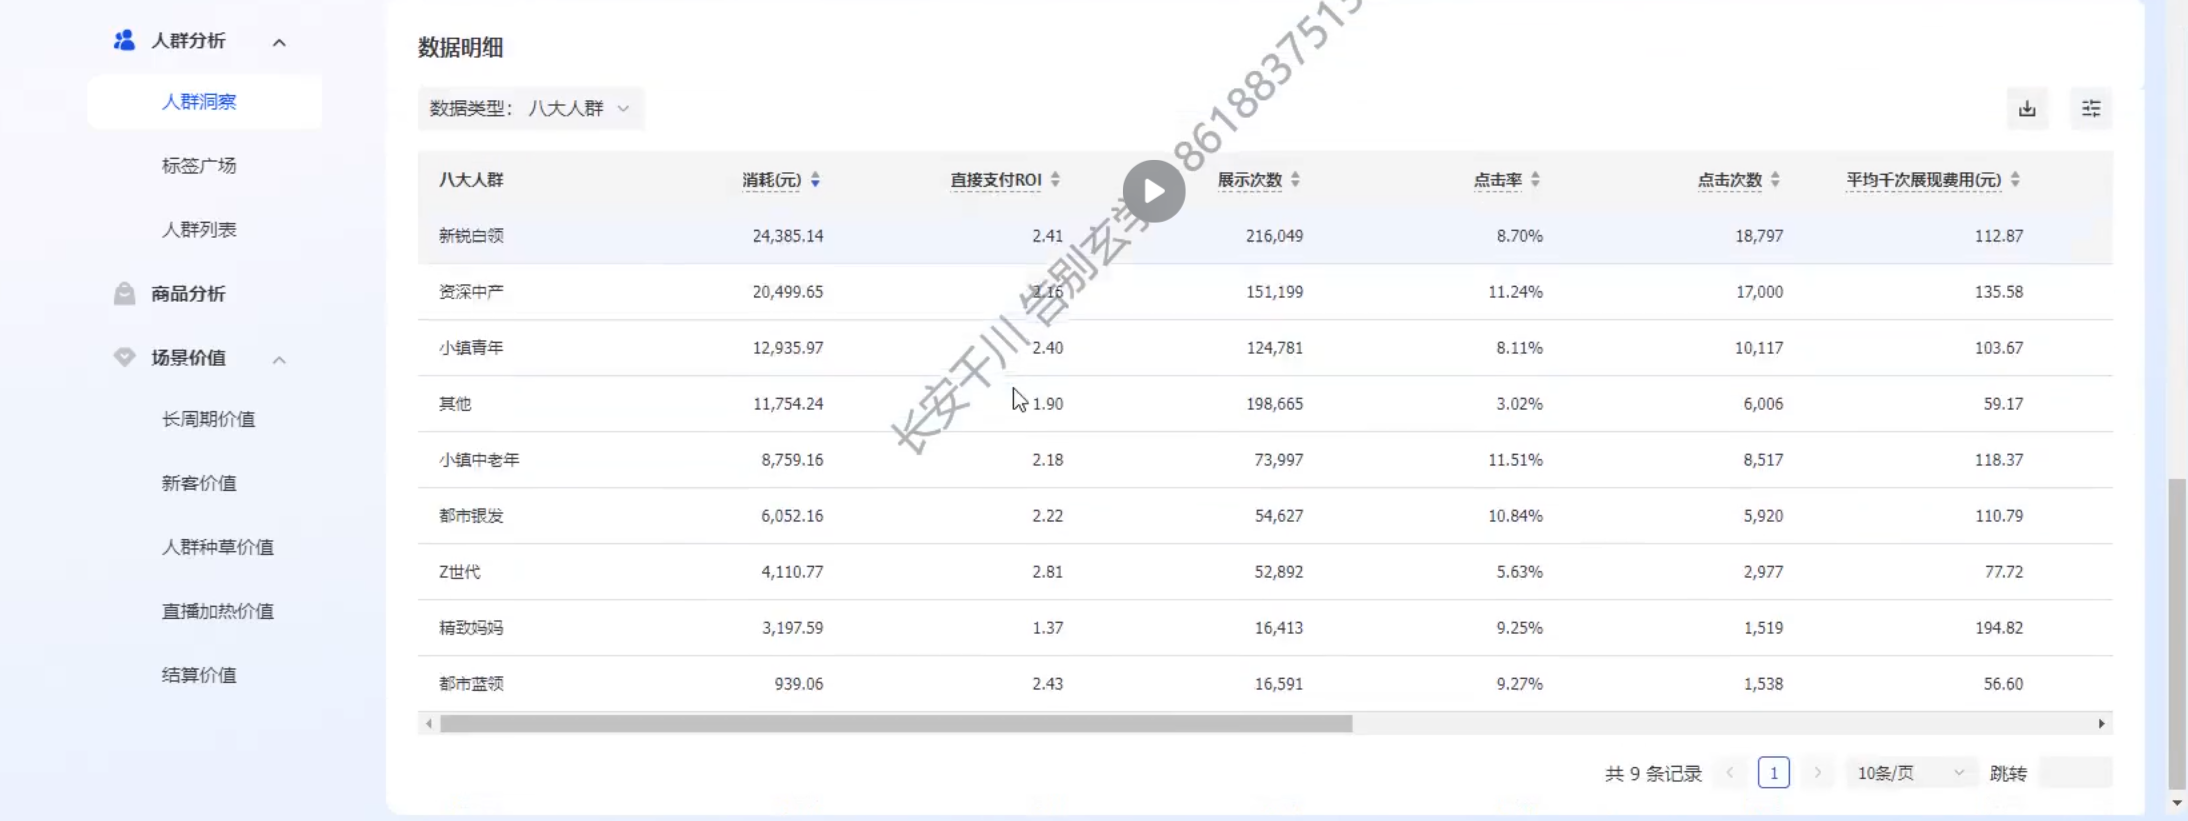 人群分析
人群洞察
标签广场
人群列表
商品分析
场景价值
长周期价值
新客价值
人群种草价值
直播加热价值
结算价值
数据明细
数据类型： 八大人群
八大人群 消耗(元) 直接支付ROI 展示次数 点击率 点击次数 平均千次展现费用(元)
新锐白领 24,385.14 2.41 216,049 8.70% 18,797 112.87
资深中产 20,499.65 2.16 151,199 11.24% 17,000 135.58
小镇青年 12,935.97 2.40 124,781 8.11% 10,117 103.67
其他 11,754.24 1.90 198,665 3.02% 6,006 59.17
小镇中老年 8,759.16 2.18 73,997 11.51% 8,517 118.37
都市银发 6,052.16 2.22 54,627 10.84% 5,920 110.79
Z世代 4,110.77 2.81 52,892 5.63% 2,977 77.72
精致妈妈 3,197.59 1.37 16,413 9.25% 1,519 194.82
都市蓝领 939.06 2.43 16,591 9.27% 1,538 56.60
共 9 条记录 1 10条/页 跳转
长安千川 告别玄学 861883751